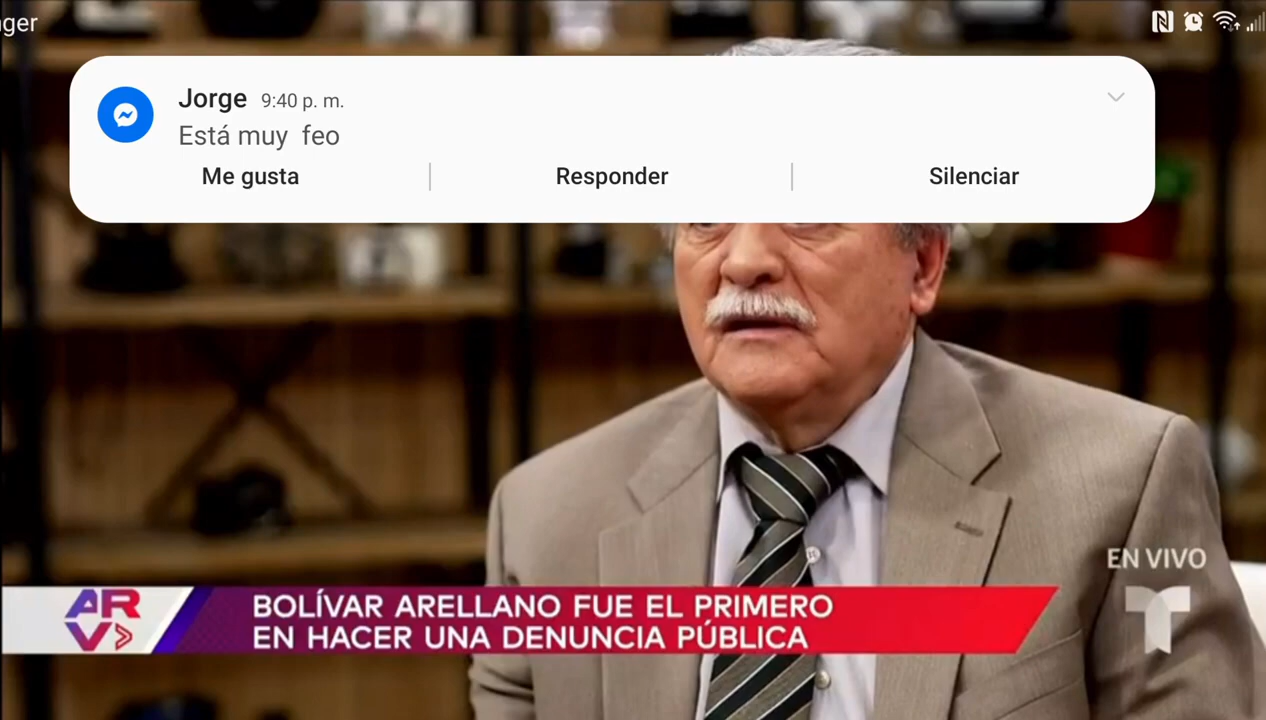 ger
Jorge 9:40 p. m.
Está muy  feo
Me gusta
Responder
Silenciar
EN VIVO
ARV
BOLÍVAR ARELLANO FUE EL PRIMERO
EN HACER UNA DENUNCIA PÚBLICA